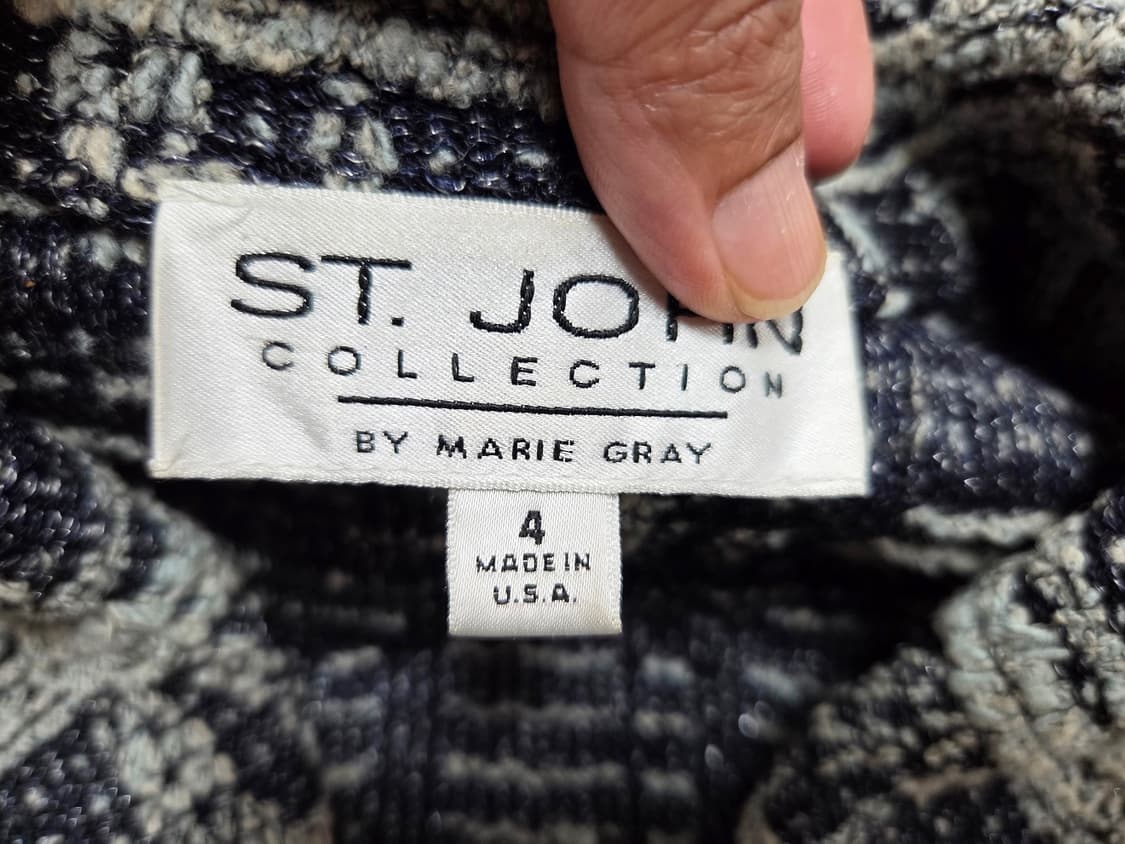 ST. JOHN
COLLECTION
BY MARIE GRAY
4
MADE IN
U.S.A.